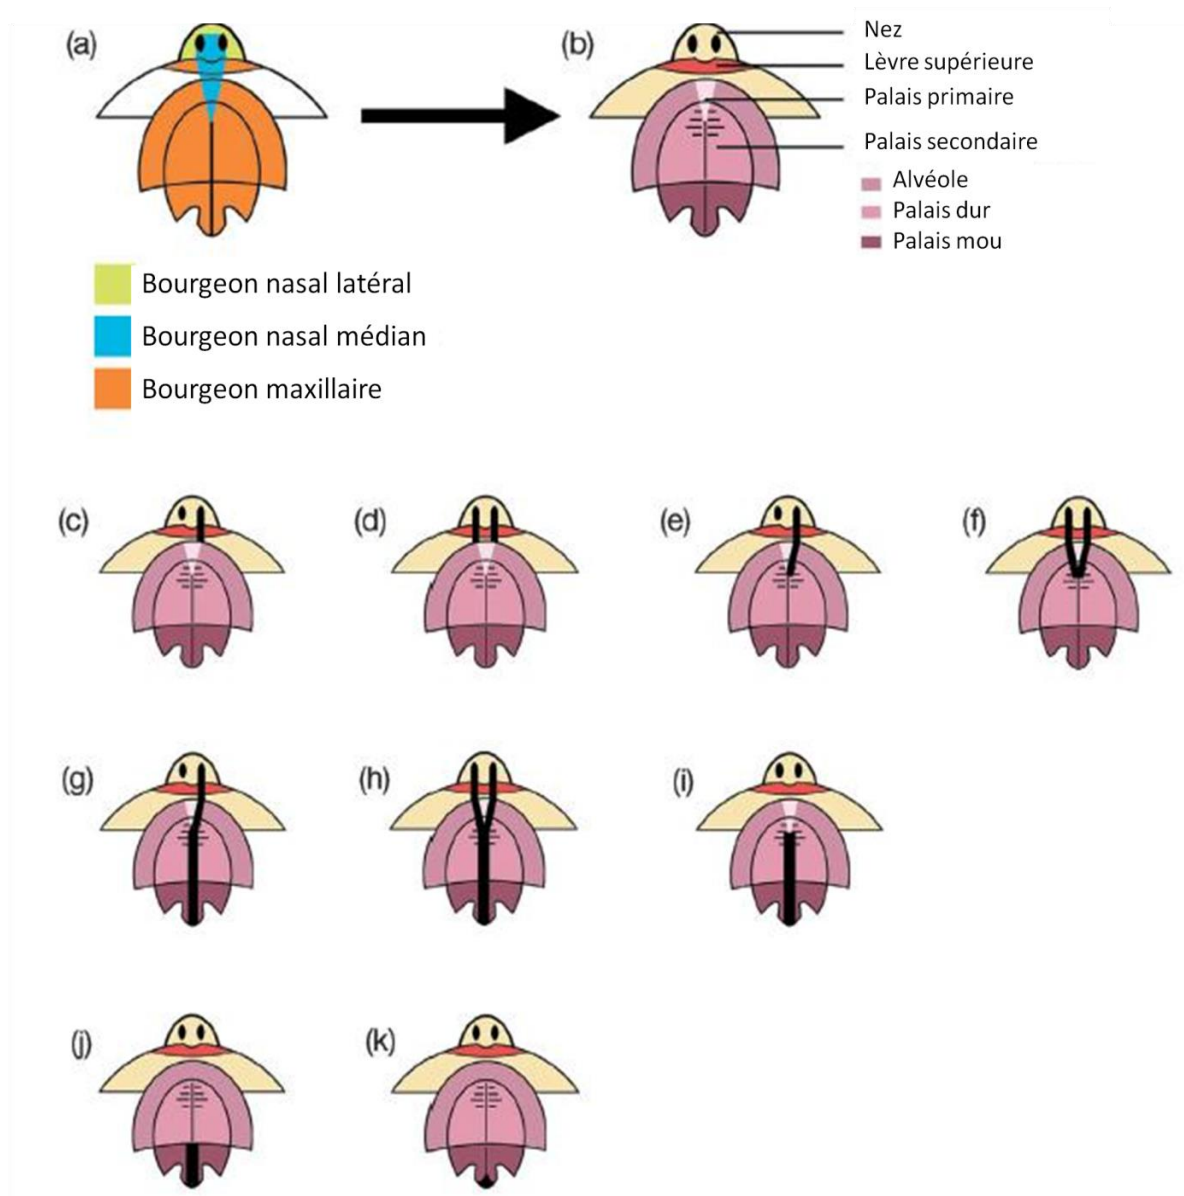 (a)
(b)
Nez
Lèvre supérieure
Palais primaire
Palais secondaire
Alvéole
Palais dur
Palais mou
Bourgeon nasal latéral
Bourgeon nasal médian
Bourgeon maxillaire
(c)
(d)
(e)
(f)
(g)
(h)
(i)
(j)
(k)